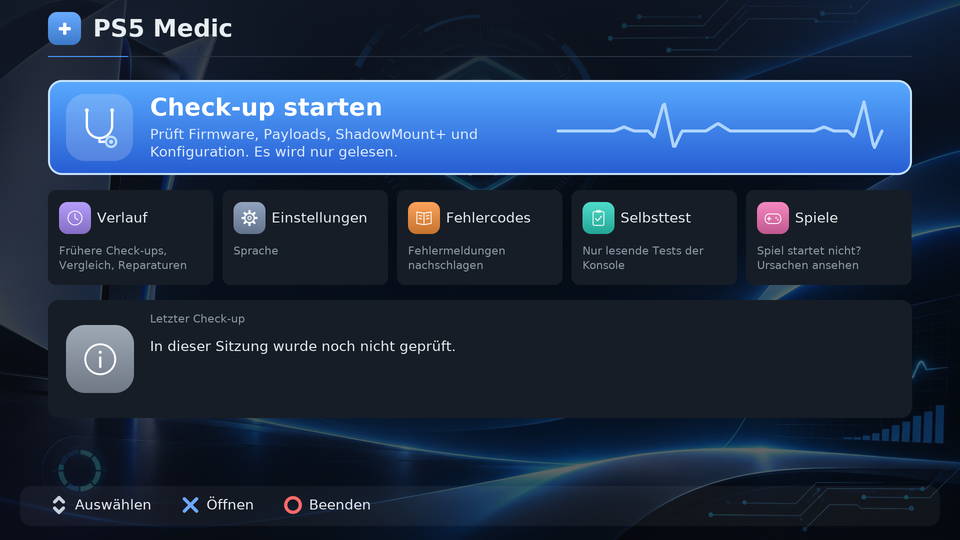 PS5 Medic
Check-up starten
Prüft Firmware, Payloads, ShadowMount+ und
Konfiguration. Es wird nur gelesen.
Verlauf
Frühere Check-ups,
Vergleich, Reparaturen
Einstellungen
Sprache
Fehlercodes
Fehlermeldungen
nachschlagen
Selbsttest
Nur lesende Tests der
Konsole
Spiele
Spiel startet nicht?
Ursachen ansehen
Letzter Check-up
In dieser Sitzung wurde noch nicht geprüft.
Auswählen
Öffnen
Beenden